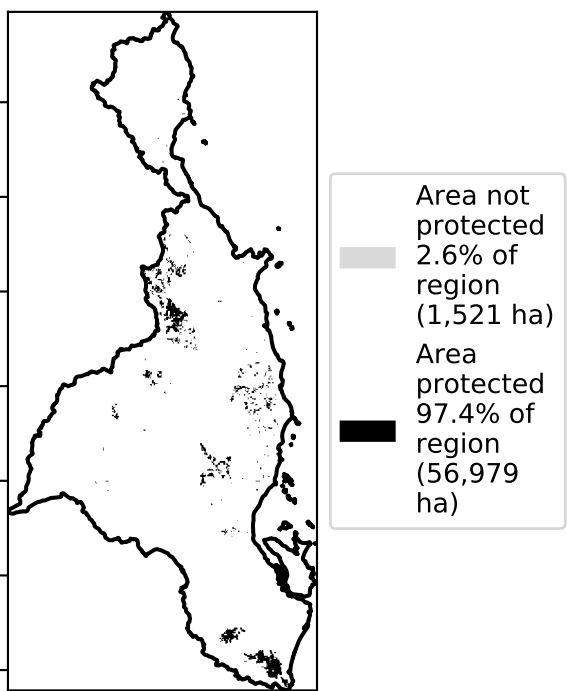 Area not
protected
2.6% of
region
(1,521 ha)
Area
protected
97.4% of
region
(56,979
ha)